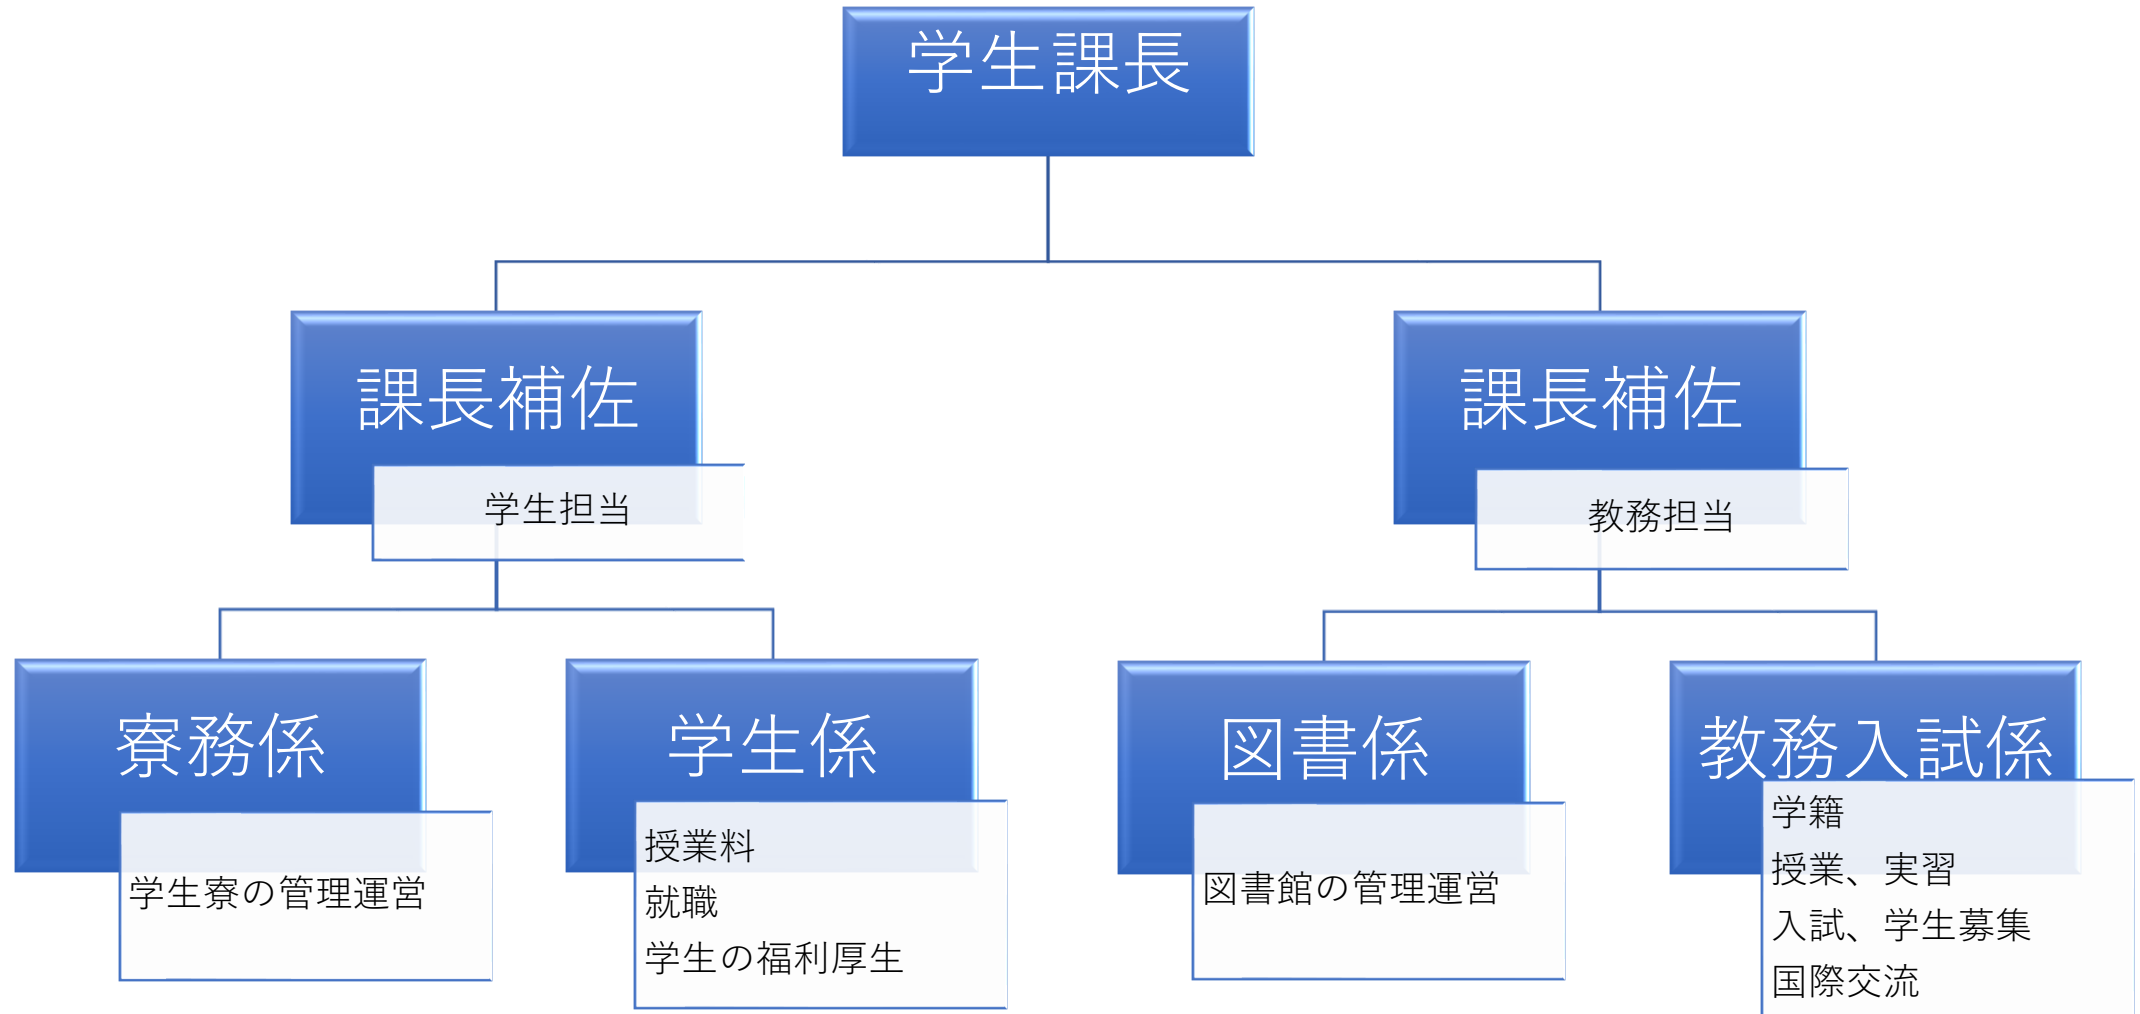 学生課長
課長補佐
学生担当
課長補佐
教務担当
寮務係
学生寮の管理運営
学生係
授業料
就職
学生の福利厚生
図書係
図書館の管理運営
教務入試係
学籍
授業、実習
入試、学生募集
国際交流